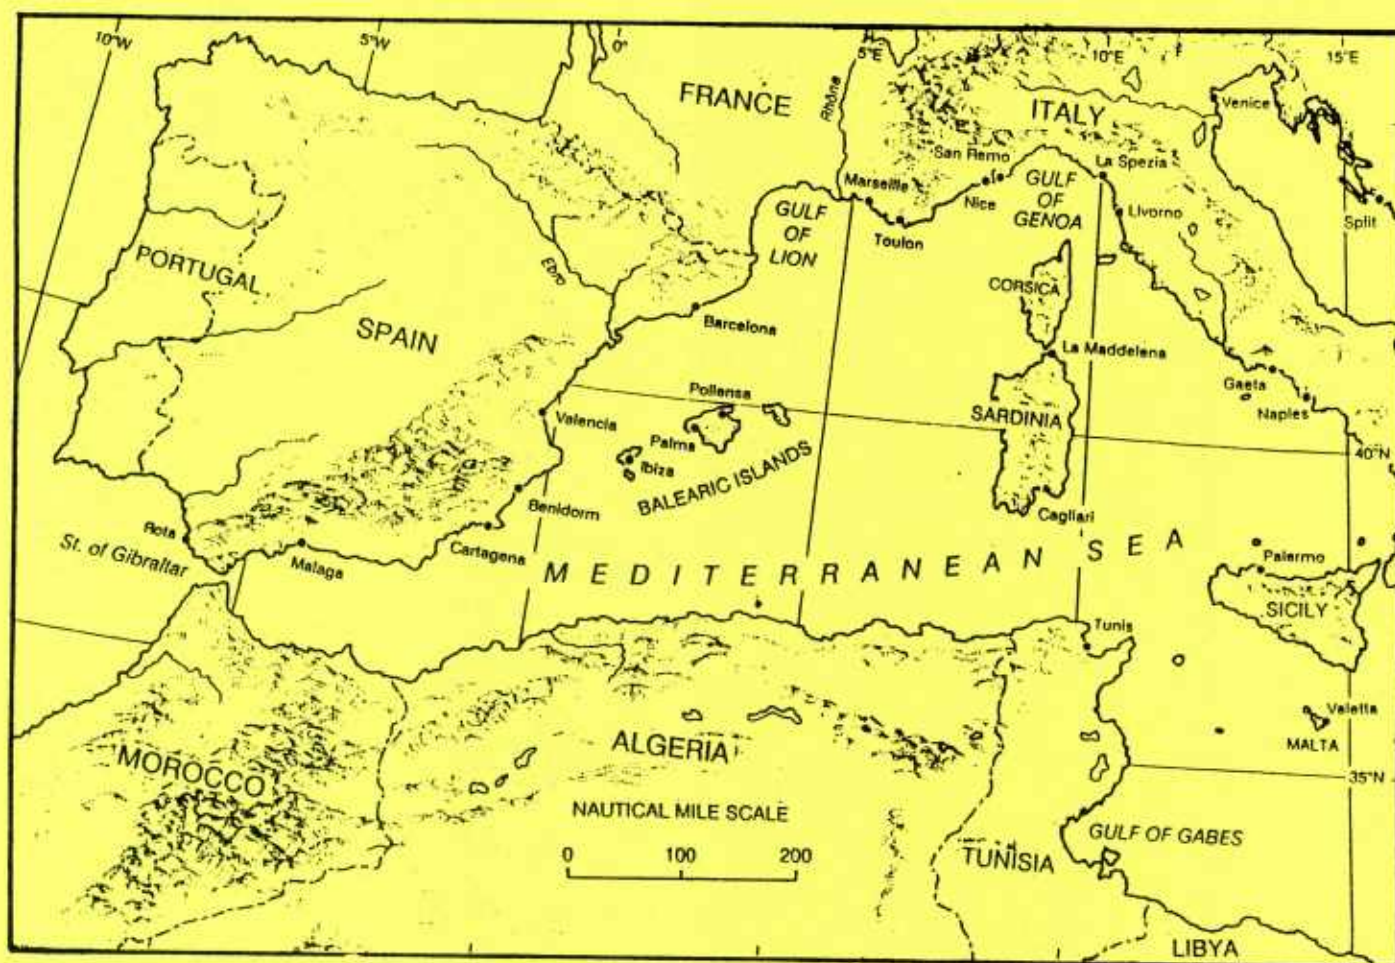 10°W
5°W
0°
5°E
10°E
15°E
FRANCE
Rhône
ITALY
Venice
San Remo
La Spezia
Marseille
Nice
GULF
OF
GENOA
GULF
OF
LION
Toulon
Livorno
Split
PORTUGAL
Ebro
CORSICA
SPAIN
Barcelona
La Maddelena
Pollensa
Gaeta
Naples
Valencia
Palma
SARDINIA
Ibiza
BALEARIC ISLANDS
40°N
Benidorm
Cagliari
Rota
St. of Gibraltar
Malaga
Cartagena
MEDITERRANEAN SEA
Palermo
SICILY
Tunis
Valetta
MALTA
MOROCCO
ALGERIA
35°N
NAUTICAL MILE SCALE
0 100 200
GULF OF GABES
TUNISIA
LIBYA